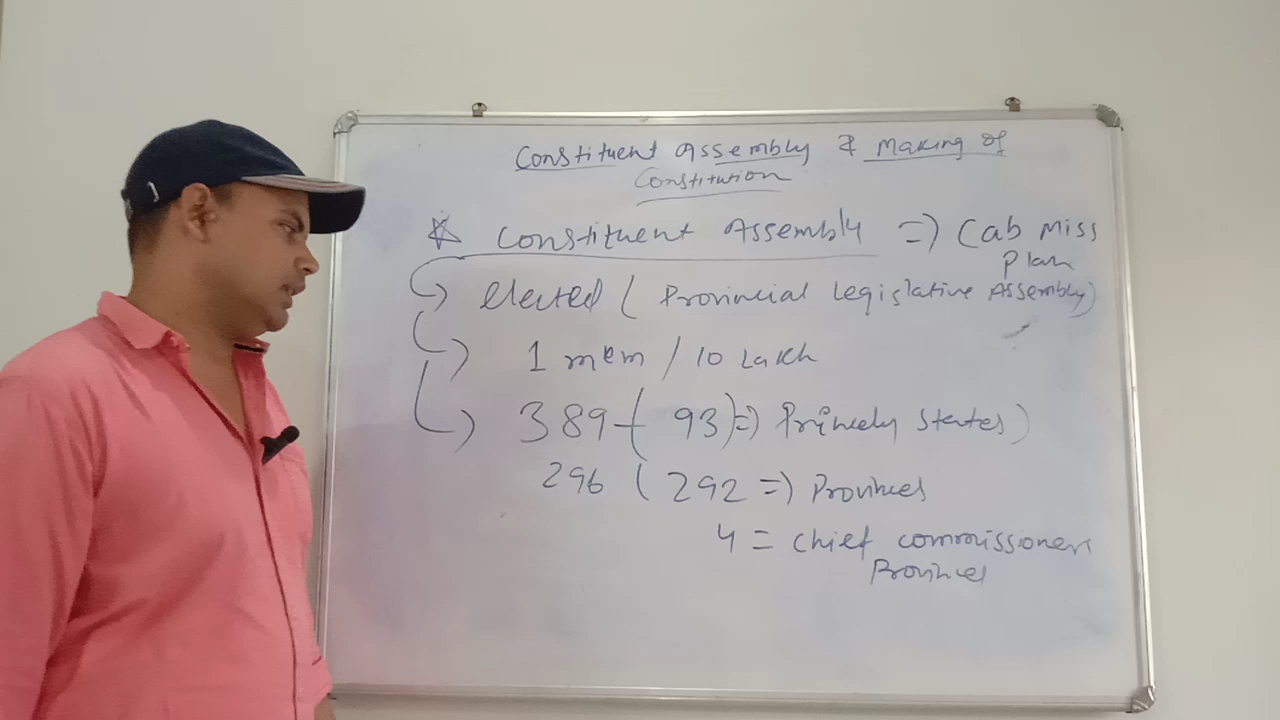 Constituent Assembly & Making of
Constitution
Constituent Assembly => Cab Miss
Plan
elected ( Provincial Legislative Assembly)
1 mem / 10 Lakh
389 - ( 93) => Princely States)
296 ( 292 => Provinces
4 = Chief Commissioners
Provinces